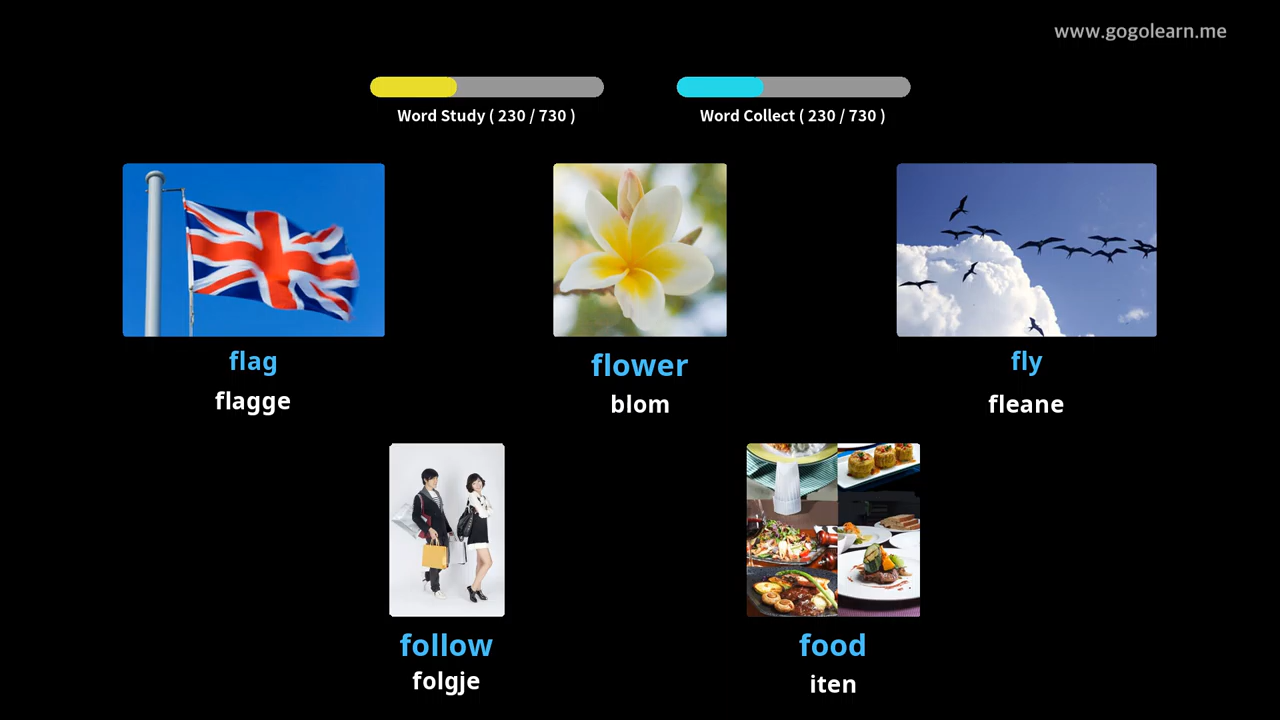 www.gogolearn.me
Word Study ( 230 / 730 )
Word Collect ( 230 / 730 )
flag
flagge
flower
blom
fly
fleane
follow
folgje
food
iten